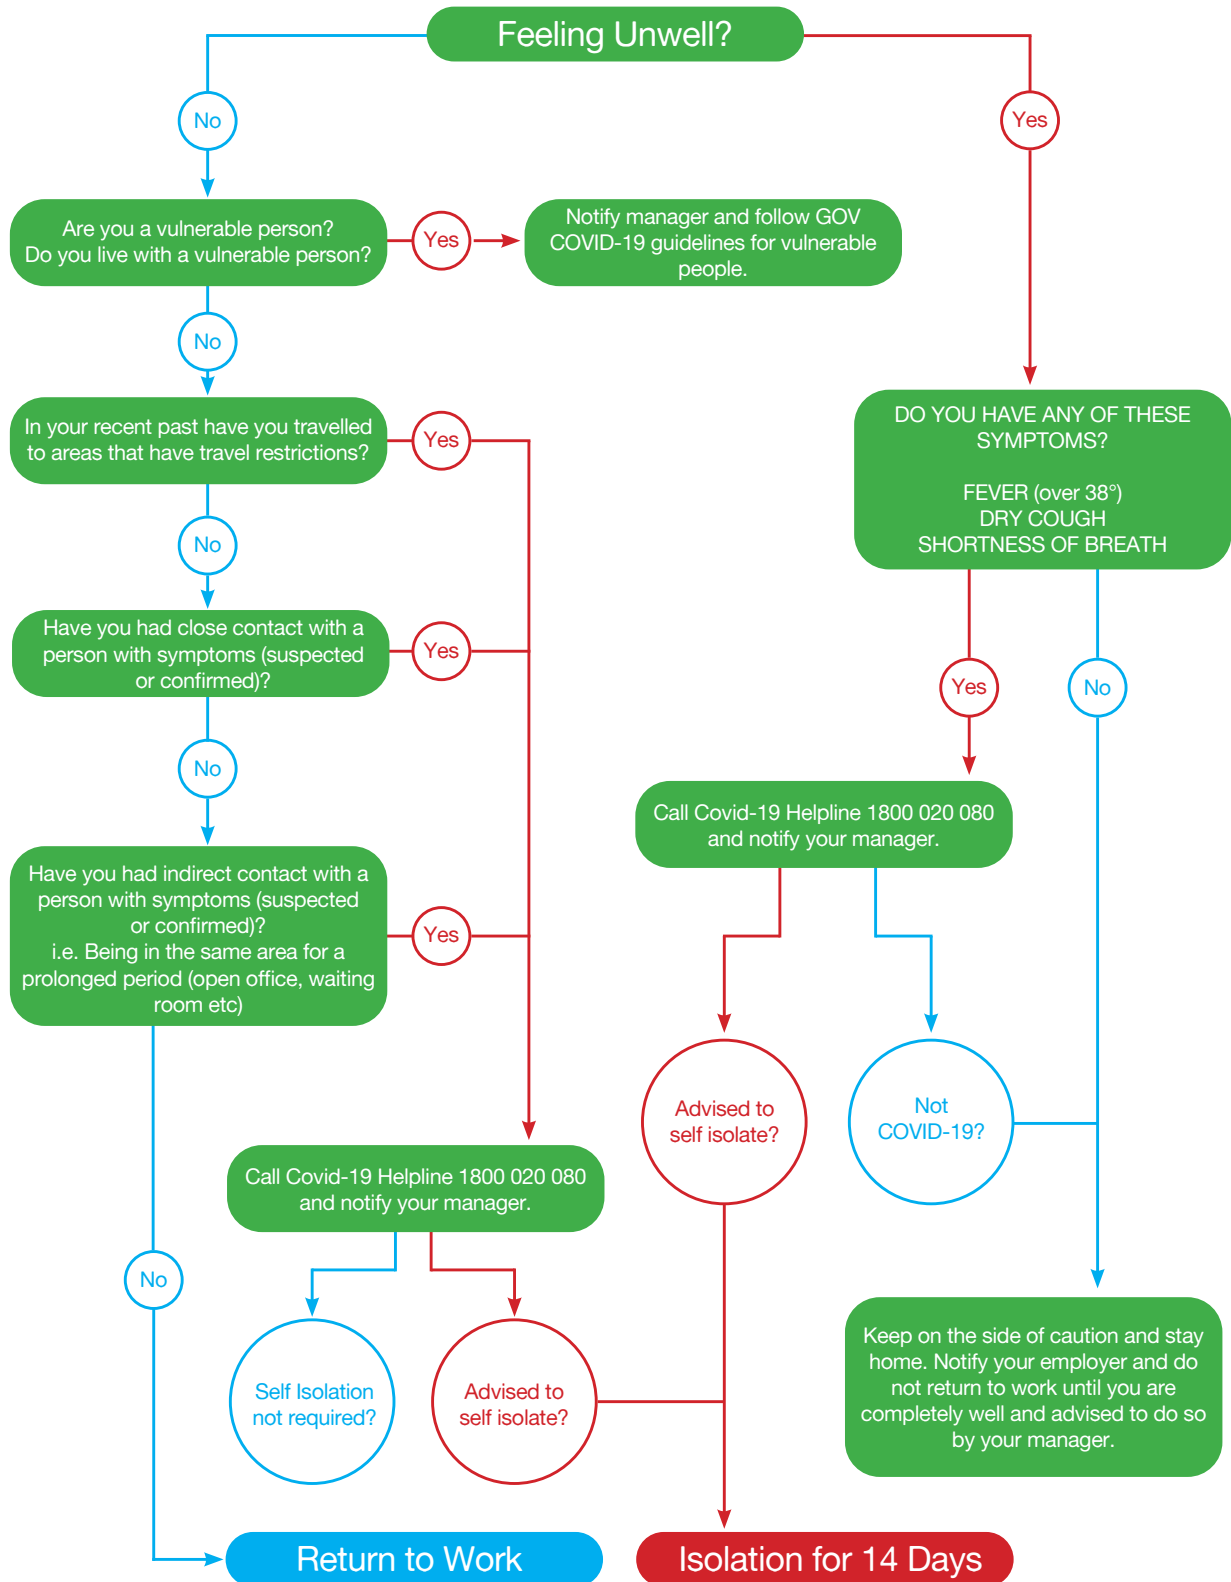 Feeling Unwell?
No
Yes
Are you a vulnerable person?
Do you live with a vulnerable person?
Yes
Notify manager and follow GOV
COVID-19 guidelines for vulnerable
people.
No
In your recent past have you travelled
to areas that have travel restrictions?
Yes
DO YOU HAVE ANY OF THESE
SYMPTOMS?
FEVER (over 38°)
DRY COUGH
SHORTNESS OF BREATH
No
Have you had close contact with a
person with symptoms (suspected
or confirmed)?
Yes
Yes
No
No
Call Covid-19 Helpline 1800 020 080
and notify your manager.
Have you had indirect contact with a
person with symptoms (suspected
or confirmed)?
i.e. Being in the same area for a
prolonged period (open office, waiting
room etc)
Yes
Advised to
self isolate?
Not
COVID-19?
Call Covid-19 Helpline 1800 020 080
and notify your manager.
No
Self Isolation
not required?
Advised to
self isolate?
Keep on the side of caution and stay
home. Notify your employer and do
not return to work until you are
completely well and advised to do so
by your manager.
Return to Work
Isolation for 14 Days